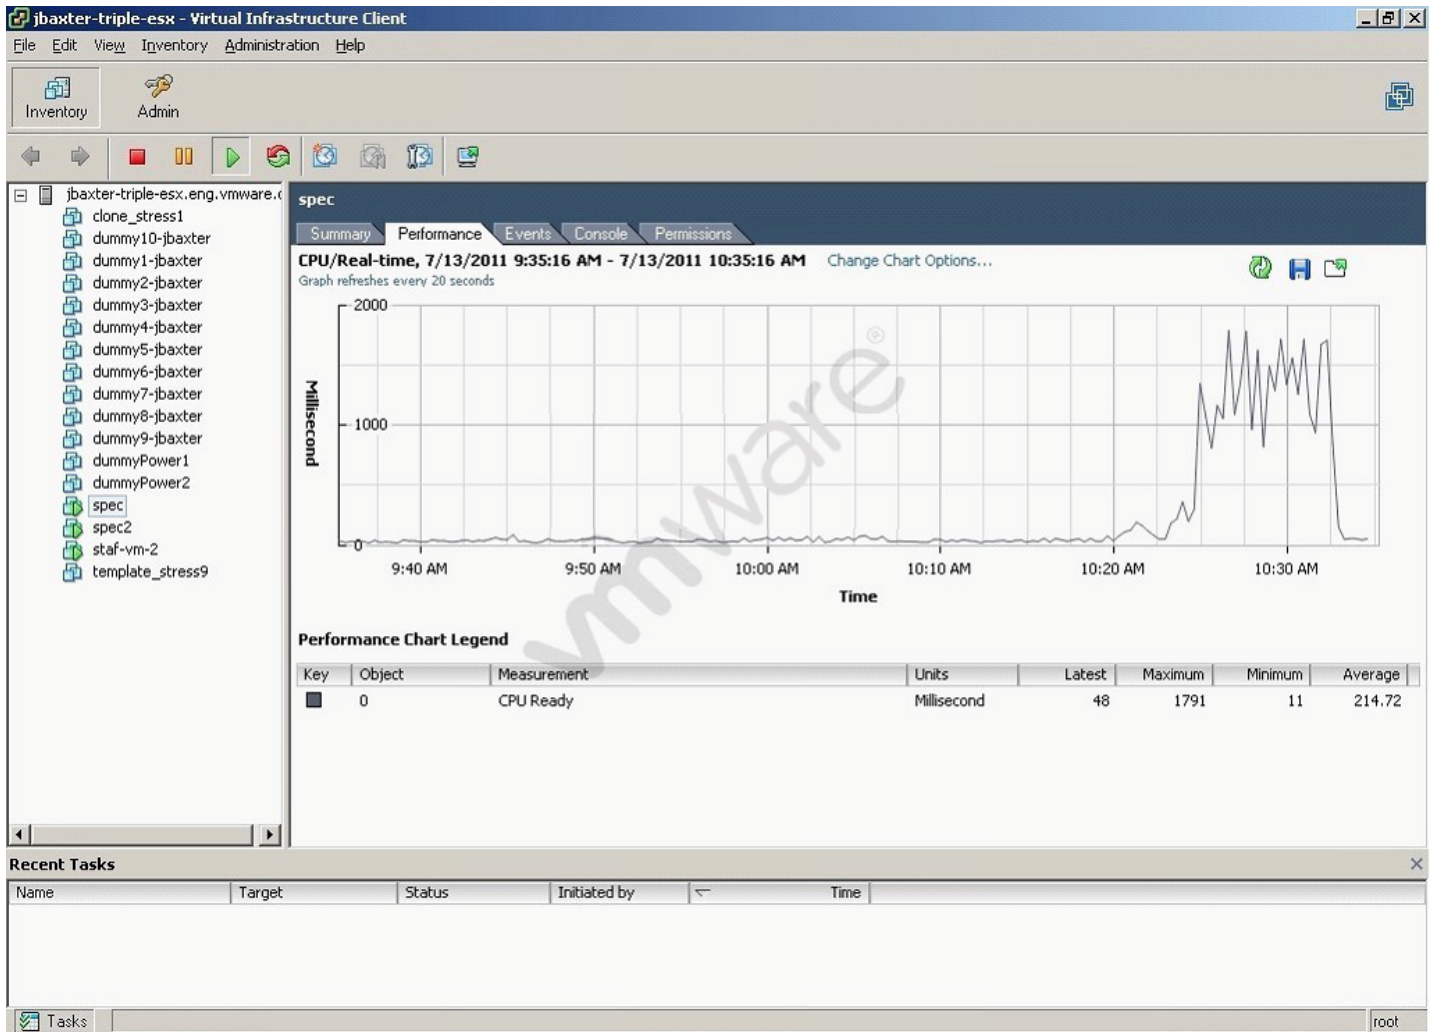 jbaxter-triple-esx - Virtual Infrastructure Client
File Edit View Inventory Administration Help
Inventory Admin
jbaxter-triple-esx.eng.vmware.c
clone_stress1
dummy10-jbaxter
dummy1-jbaxter
dummy2-jbaxter
dummy3-jbaxter
dummy4-jbaxter
dummy5-jbaxter
dummy6-jbaxter
dummy7-jbaxter
dummy8-jbaxter
dummy9-jbaxter
dummyPower1
dummyPower2
spec
spec2
staf-vm-2
template_stress9
spec
Summary Performance Events Console Permissions
CPU/Real-time, 7/13/2011 9:35:16 AM - 7/13/2011 10:35:16 AM Change Chart Options...
Graph refreshes every 20 seconds
2000
1000
0
Millisecond
vmware®
9:40 AM 9:50 AM 10:00 AM 10:10 AM 10:20 AM 10:30 AM
Time
Performance Chart Legend
Key Object Measurement Units Latest Maximum Minimum Average
0 CPU Ready Millisecond 48 1791 11 214.72
Recent Tasks
Name Target Status Initiated by Time
Tasks root